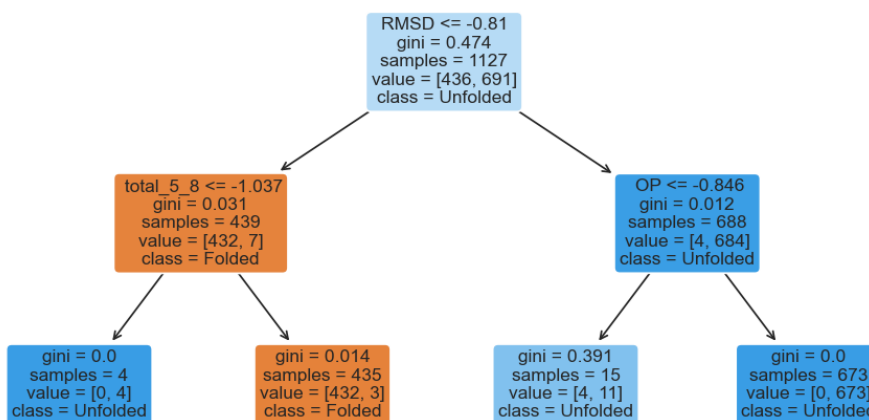 RMSD <= -0.81
gini = 0.474
samples = 1127
value = [436, 691]
class = Unfolded
total_5_8 <= -1.037
gini = 0.031
samples = 439
value = [432, 7]
class = Folded
OP <= -0.846
gini = 0.012
samples = 688
value = [4, 684]
class = Unfolded
gini = 0.0
samples = 4
value = [0, 4]
class = Unfolded
gini = 0.014
samples = 435
value = [432, 3]
class = Folded
gini = 0.391
samples = 15
value = [4, 11]
class = Unfolded
gini = 0.0
samples = 673
value = [0, 673]
class = Unfolded